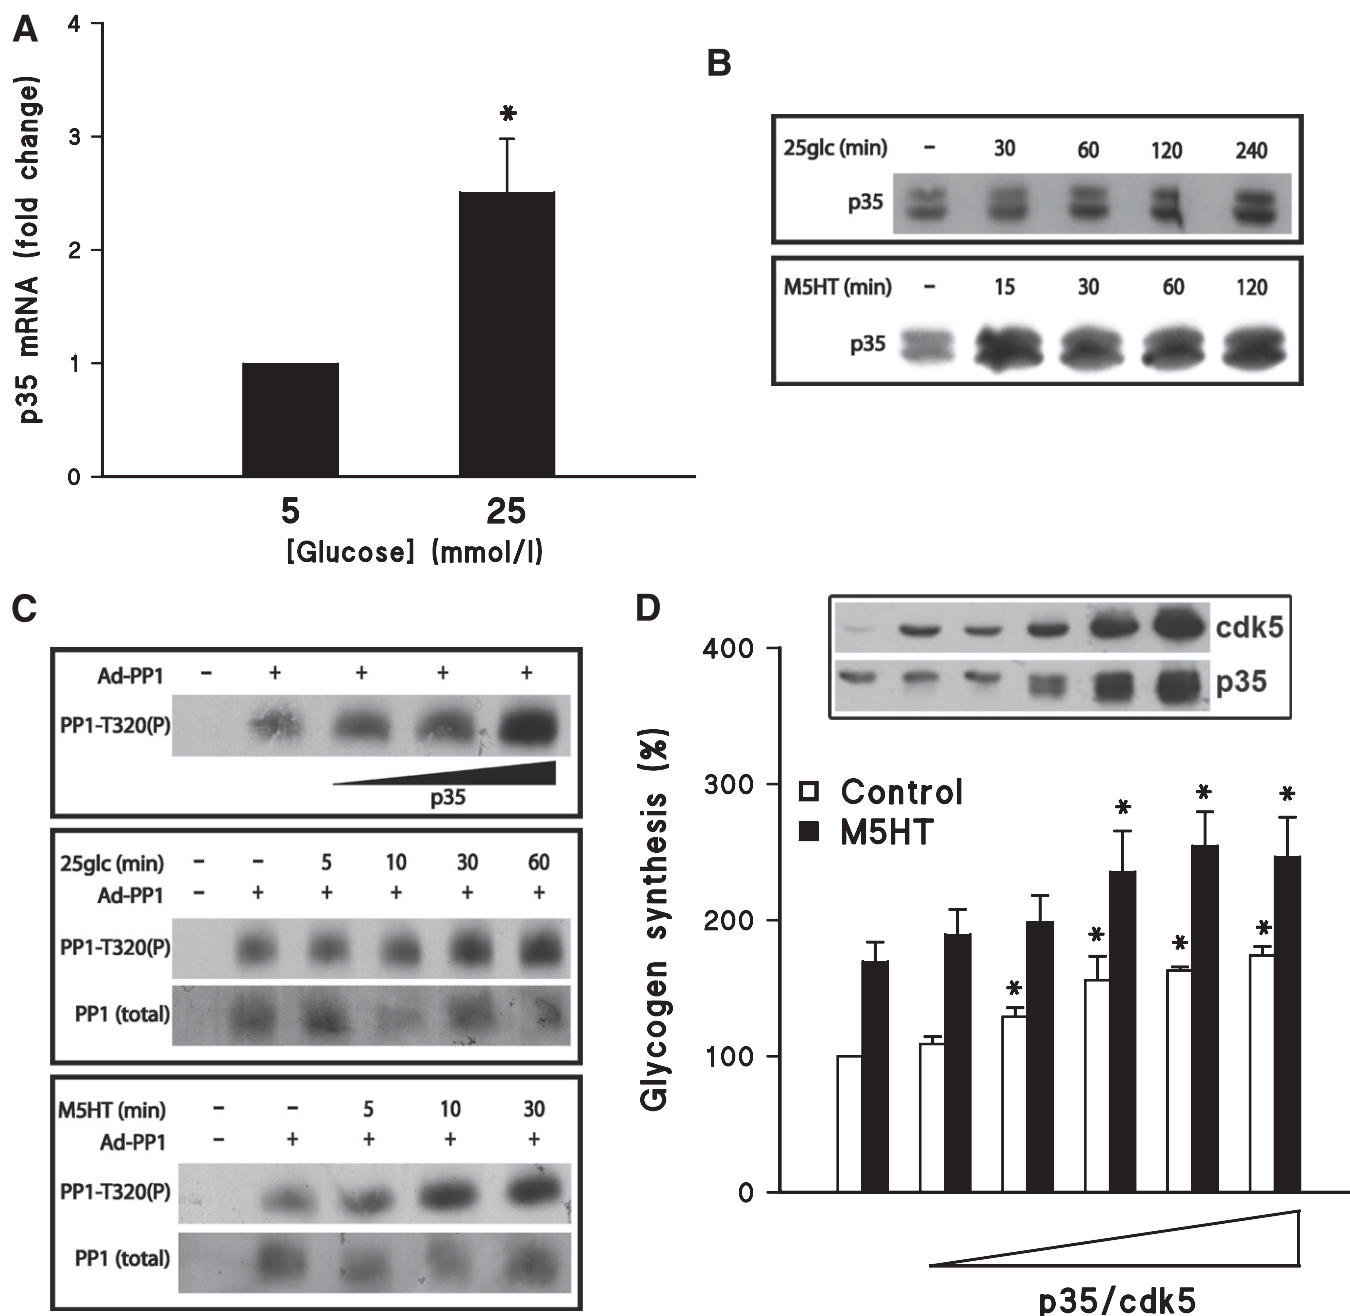 A
4
3
2
1
0
p35 mRNA (fold change)
*
5 25
[Glucose] (mmol/l)
B
25glc (min) – 30 60 120 240
p35
M5HT (min) – 15 30 60 120
p35
C
Ad-PP1 – + + + +
PP1-T320(P)
p35
25glc (min) – – 5 10 30 60
Ad-PP1 – + + + + +
PP1-T320(P)
PP1 (total)
M5HT (min) – – 5 10 30
Ad-PP1 – + + + +
PP1-T320(P)
PP1 (total)
D
cdk5
p35
400
300
200
100
0
Glycogen synthesis (%)
Control
M5HT
* * *
* * * *
p35/cdk5